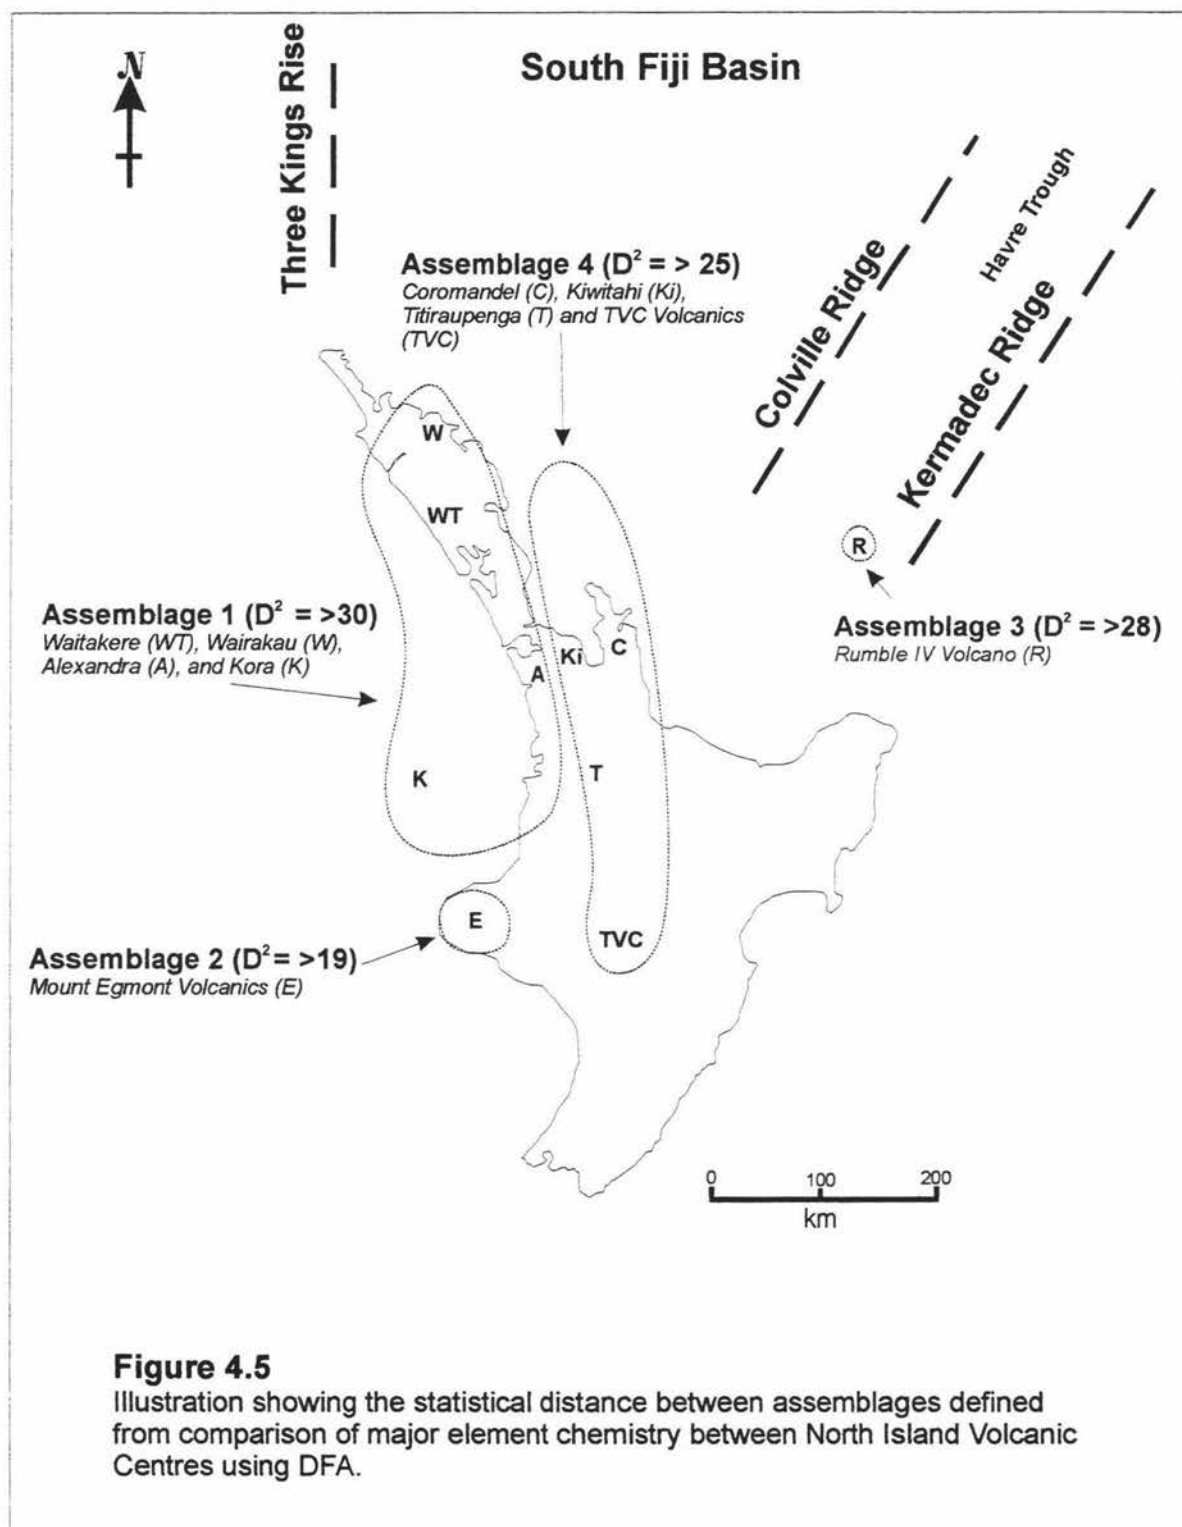 N
Three Kings Rise
South Fiji Basin
Havre Trough
Colville Ridge
Kermadec Ridge
Assemblage 4 (D² = > 25)
Coromandel (C), Kiwitahi (Ki),
Titiraupenga (T) and TVC Volcanics
(TVC)
W
WT
R
Assemblage 1 (D² = >30)
Waitakere (WT), Wairakau (W),
Alexandra (A), and Kora (K)
Assemblage 3 (D² = >28)
Rumble IV Volcano (R)
C
Ki
A
T
K
E
TVC
Assemblage 2 (D² = >19)
Mount Egmont Volcanics (E)
0 100 200
km
Figure 4.5
Illustration showing the statistical distance between assemblages defined
from comparison of major element chemistry between North Island Volcanic
Centres using DFA.